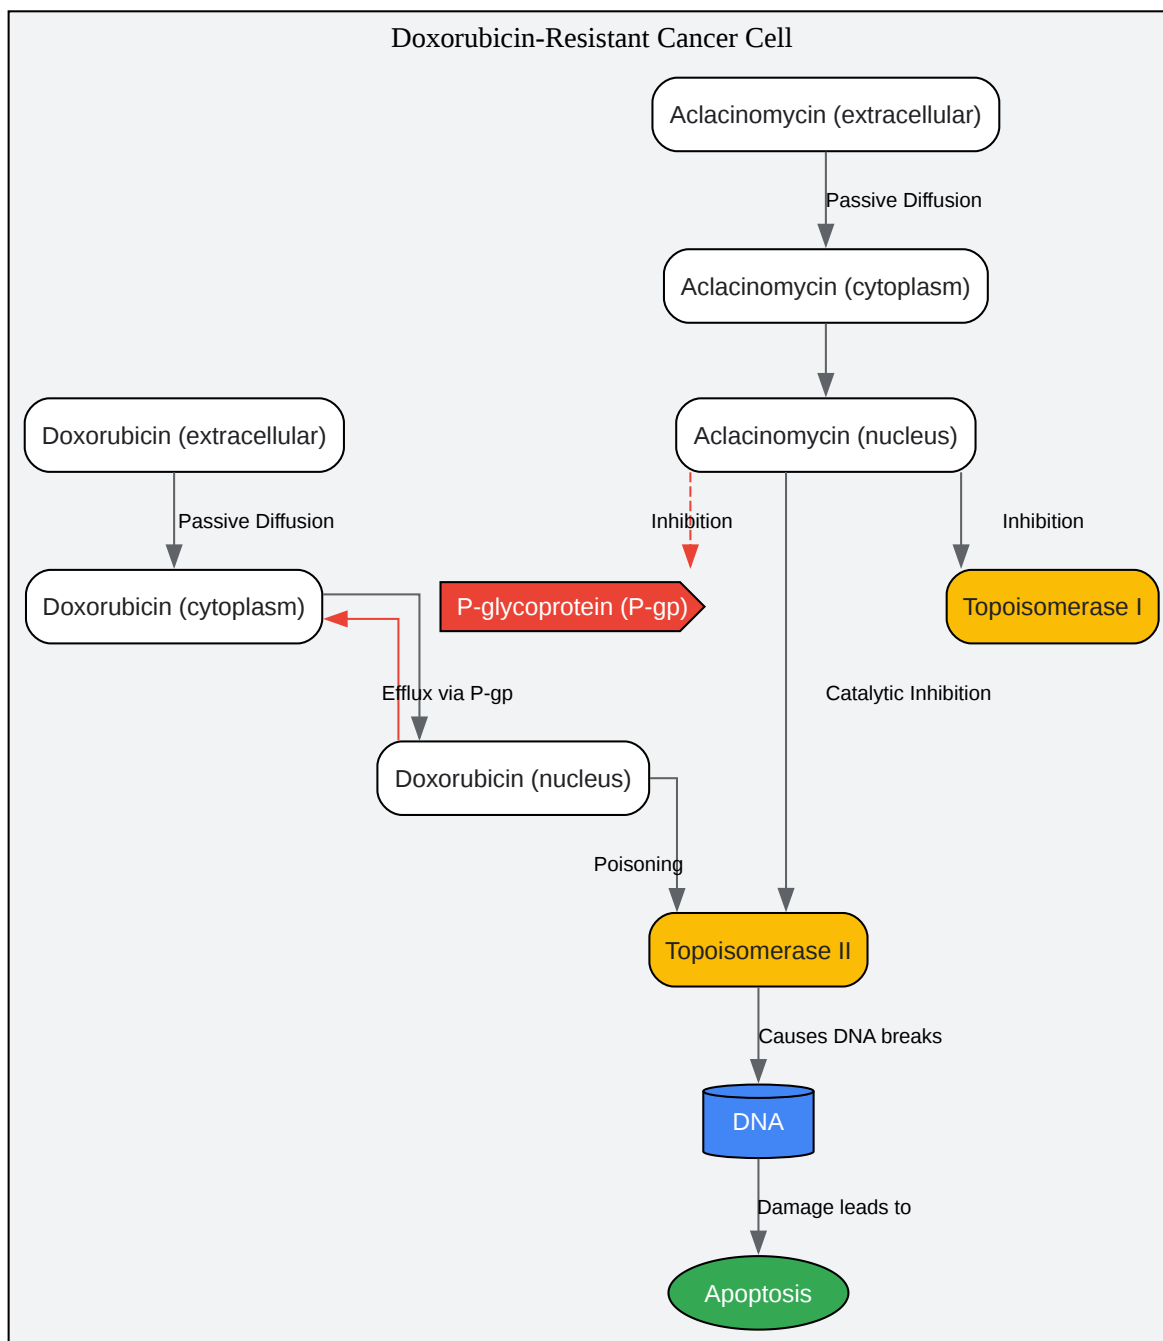 Doxorubicin-Resistant Cancer Cell
Aclacinomycin (extracellular)
Passive Diffusion
Aclacinomycin (cytoplasm)
Doxorubicin (extracellular)
Aclacinomycin (nucleus)
Passive Diffusion
Inhibition
Inhibition
Doxorubicin (cytoplasm)
P-glycoprotein (P-gp)
Topoisomerase I
Efflux via P-gp
Catalytic Inhibition
Doxorubicin (nucleus)
Poisoning
Topoisomerase II
Causes DNA breaks
DNA
Damage leads to
Apoptosis